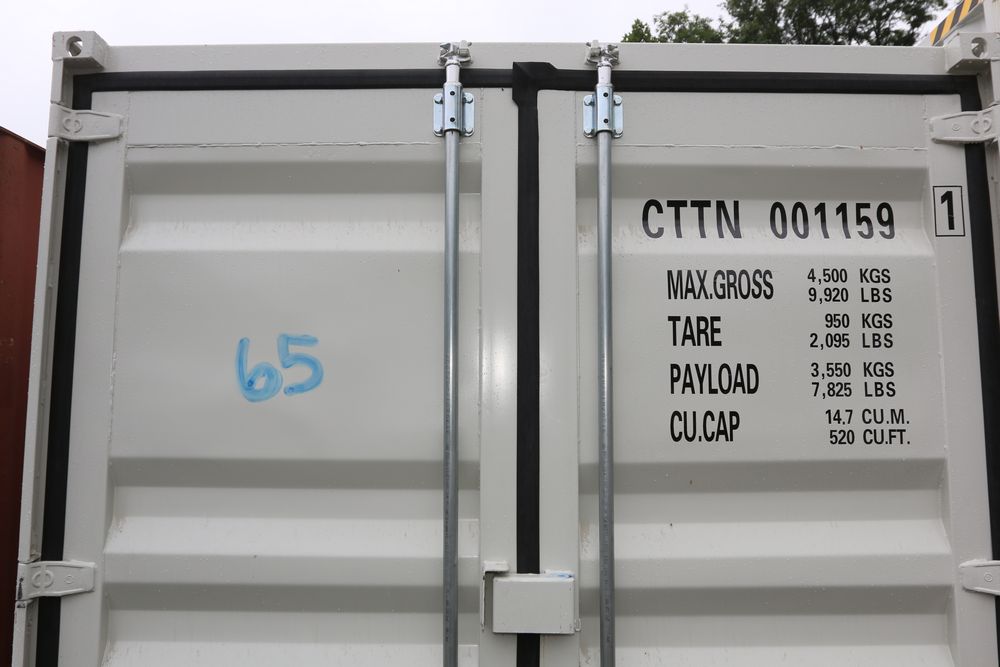 CTTN 001159 1
65
MAX.GROSS 4,500 KGS
9,920 LBS
TARE 950 KGS
2,095 LBS
PAYLOAD 3,550 KGS
7,825 LBS
CU.CAP 14.7 CU.M.
520 CU.FT.